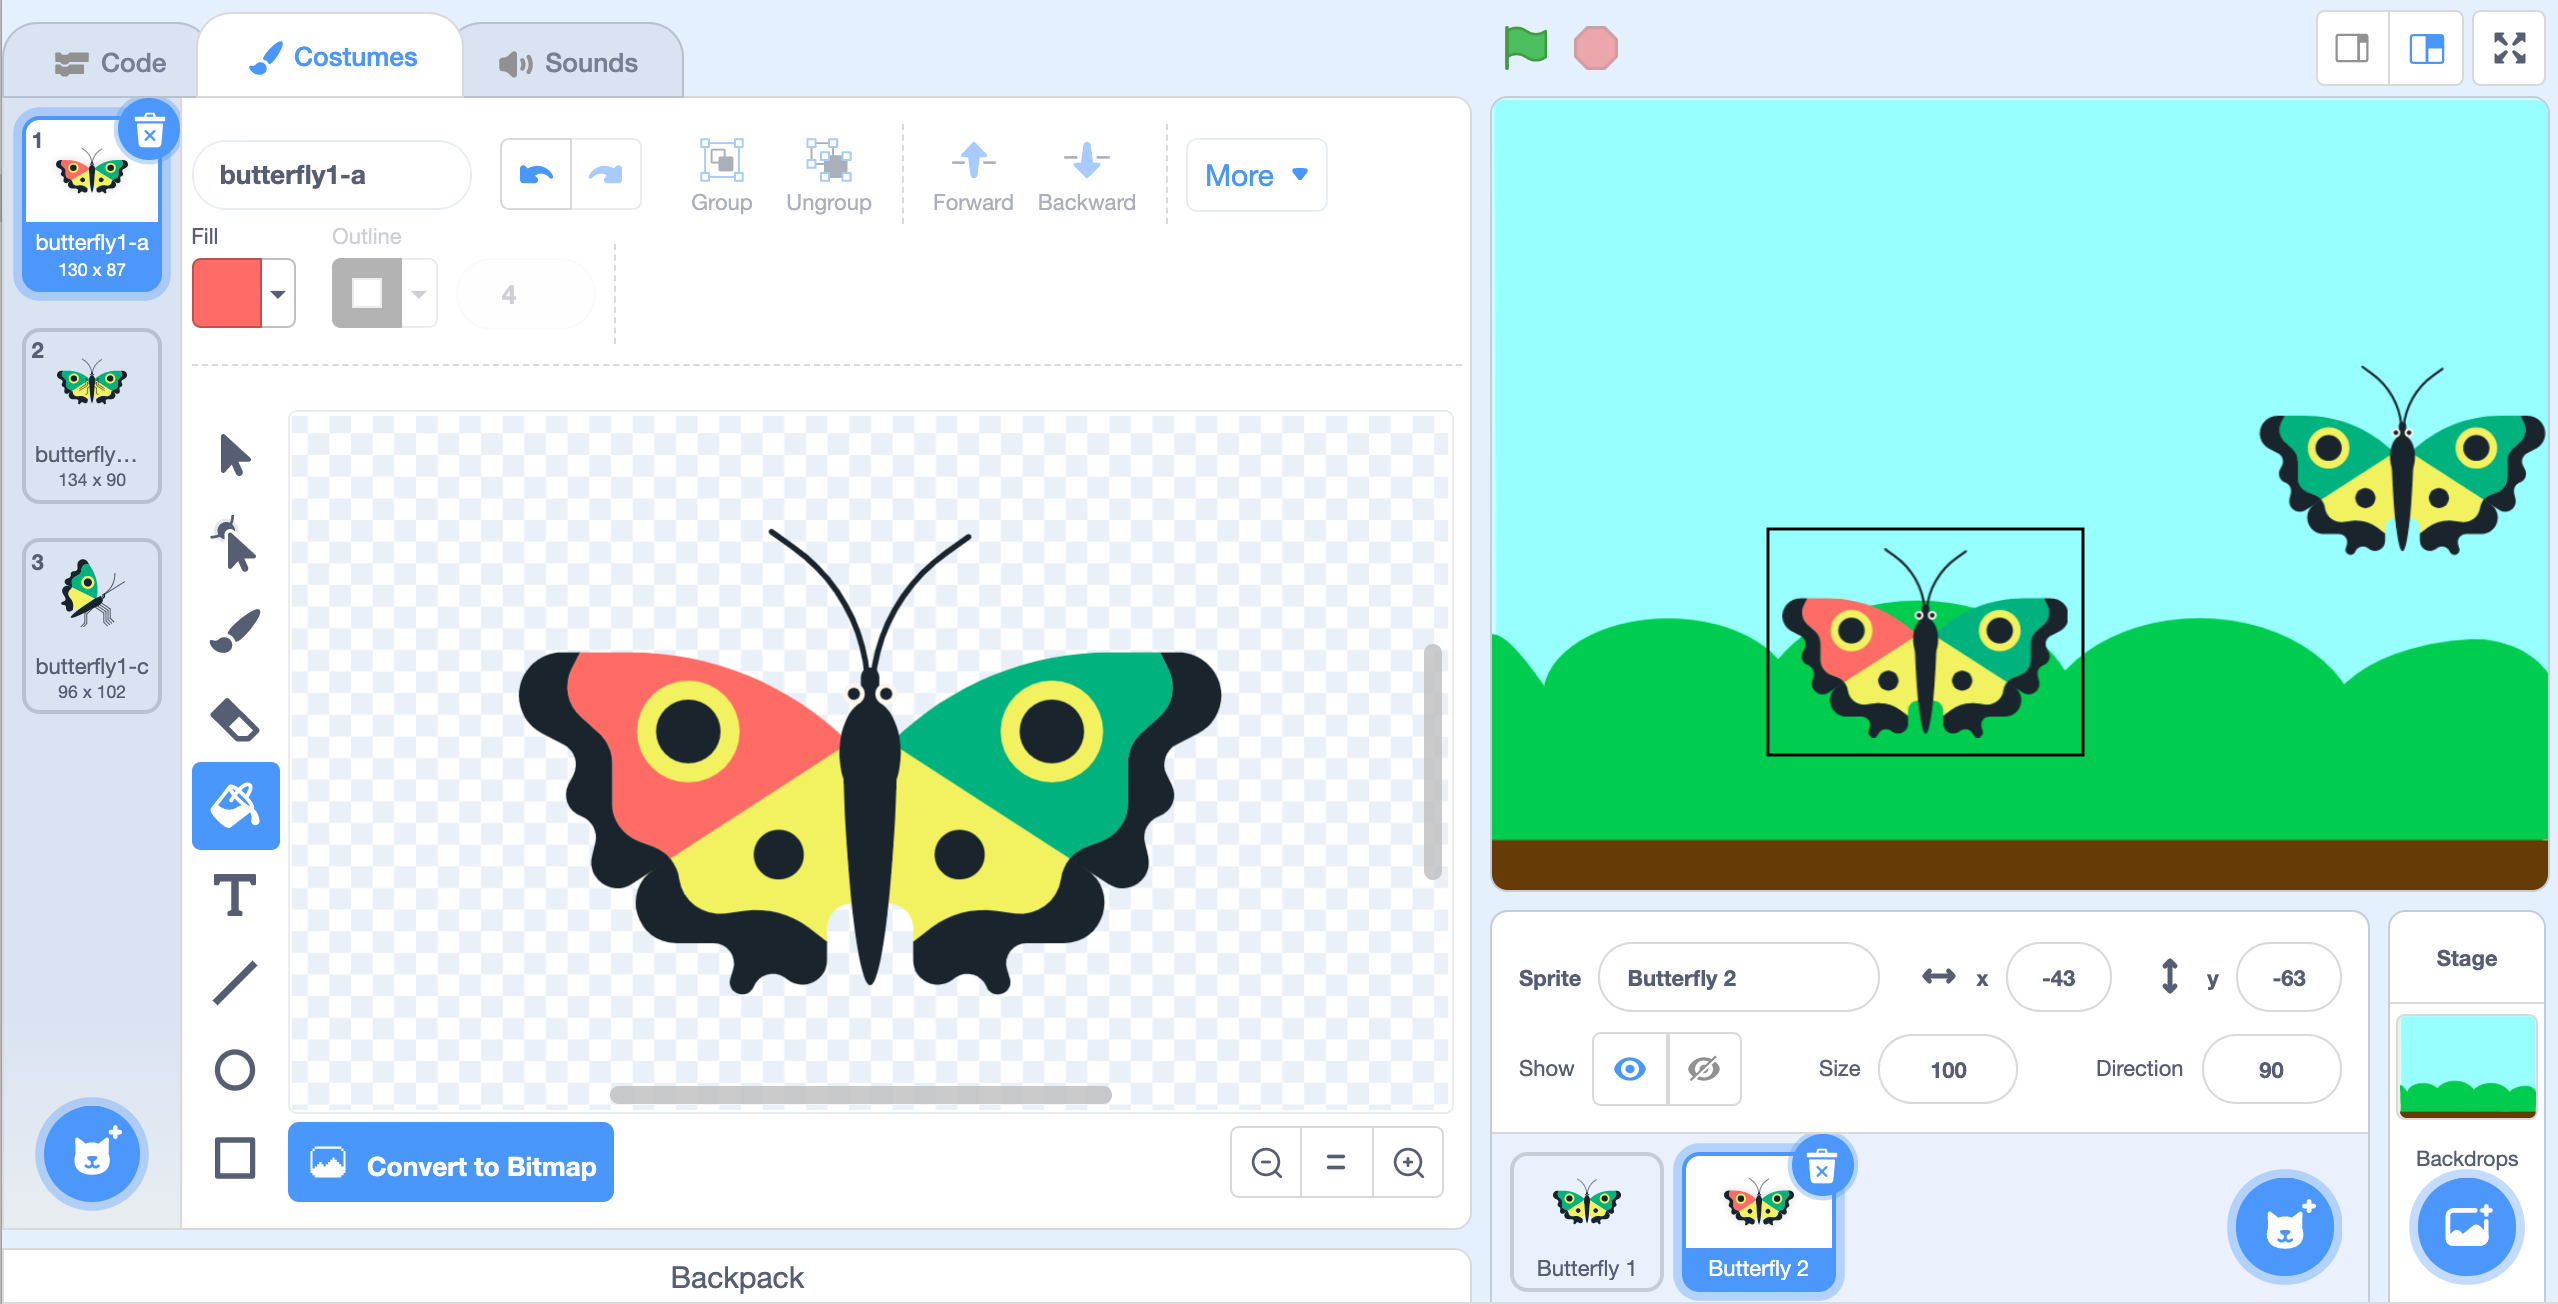 Code
Costumes
Sounds
1
butterfly1-a
130 x 87
2
butterfly...
134 x 90
3
butterfly1-c
96 x 102
butterfly1-a
Group
Ungroup
Forward
Backward
More
Fill
Outline
4
T
Convert to Bitmap
=
Backpack
Sprite
Butterfly 2
x
-43
y
-63
Show
Size
100
Direction
90
Butterfly 1
Butterfly 2
Stage
Backdrops